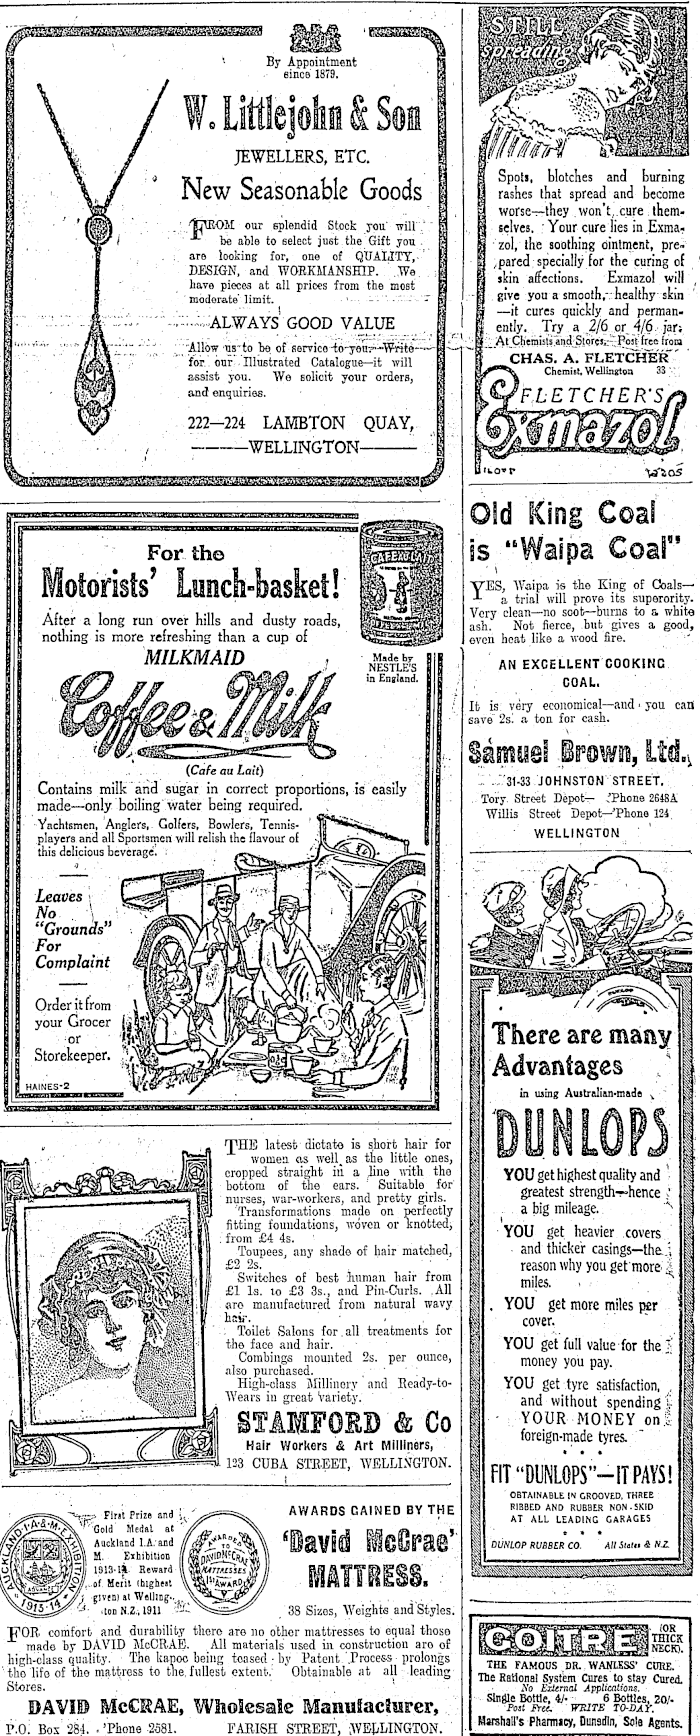 By Appointment
since 1879.
W. Littlejohn & Son
JEWELLERS, ETC.
New Seasonable Goods
FROM our splendid Stock you will
be able to select just the Gift you
are looking for, one of QUALITY,
DESIGN, and WORKMANSHIP. We
have pieces at all prices from the most
moderate limit.
ALWAYS GOOD VALUE
Allow us to be of service to you. Write
for our Illustrated Catalogue—it will
assist you. We solicit your orders,
and enquiries.
222—224 LAMBTON QUAY,
WELLINGTON
For the
Motorists' Lunch-basket!
After a long run over hills and dusty roads,
nothing is more refreshing than a cup of
MILKMAID
Coffee & Milk
(Cafe au Lait)
CAFE AU LAIT
Made by
NESTLE'S
in England.
Contains milk and sugar in correct proportions, is easily
made—only boiling water being required.
Yachtsmen, Anglers, Golfers, Bowlers, Tennis-
players and all Sportsmen will relish the flavour of
this delicious beverage.
Leaves
No
"Grounds"
For
Complaint
Order it from
your Grocer
or
Storekeeper.
HAINES-2
THE latest dictate is short hair for
women as well as the little ones,
cropped straight in a line with the
bottom of the ears. Suitable for
nurses, war-workers, and pretty girls.
Transformations made on perfectly
fitting foundations, woven or knotted,
from £4 4s.
Toupees, any shade of hair matched,
£2 2s.
Switches of best human hair from
£1 1s. to £3 3s., and Pin-Curls. All
are manufactured from natural wavy
hair.
Toilet Salons for all treatments for
the face and hair.
Combings mounted 2s. per ounce,
also purchased.
High-class Millinery and Ready-to-
Wears in great variety.
STAMFORD & Co
Hair Workers & Art Milliners,
123 CUBA STREET, WELLINGTON.
AUCKLAND I.A.&M. EXHIBITION
1913-14
First Prize and
Gold Medal at
Auckland I.A. and
M. Exhibition
1913-14. Reward
of Merit (highest
given) at Welling-
ton N.Z., 1911
AWARDED TO
DAVID McCRAE
MATTRESSES
1ST AWARD
AWARDS GAINED BY THE
'David McCrae'
MATTRESS.
38 Sizes, Weights and Styles.
FOR comfort and durability there are no other mattresses to equal those
made by DAVID McCRAE. All materials used in construction are of
high-class quality. The kapoc being teased by Patent Process prolongs
the life of the mattress to the fullest extent. Obtainable at all leading
Stores.
DAVID McCRAE, Wholesale Manufacturer,
P.O. Box 284. 'Phone 2581. FARISH STREET, WELLINGTON.
STILL
spreading
Spots, blotches and burning
rashes that spread and become
worse—they won't cure them-
selves. Your cure lies in Exma-
zol, the soothing ointment, pre-
pared specially for the curing of
skin affections. Exmazol will
give you a smooth, healthy skin
—it cures quickly and perman-
ently. Try a 2/6 or 4/6 jar.
At Chemists and Stores. Post free from
CHAS. A. FLETCHER
Chemist, Wellington 33
FLETCHER'S
Exmazol
Old King Coal
is "Waipa Coal"
YES, Waipa is the King of Coals—
a trial will prove its superority.
Very clean—no soot—burns to a white
ash. Not fierce, but gives a good,
even heat like a wood fire.
AN EXCELLENT COOKING
COAL.
It is very economical—and you can
save 2s. a ton for cash.
Samuel Brown, Ltd.
31-33 JOHNSTON STREET,
Tory Street Depot— 'Phone 2648A
Willis Street Depot—'Phone 124
WELLINGTON
There are many
Advantages
in using Australian-made
DUNLOPS
YOU get highest quality and
greatest strength—hence
a big mileage.
YOU get heavier covers
and thicker casings—the
reason why you get more
miles.
YOU get more miles per
cover.
YOU get full value for the
money you pay.
YOU get tyre satisfaction,
and without spending
YOUR MONEY on
foreign-made tyres.
FIT "DUNLOPS"—IT PAYS!
OBTAINABLE IN GROOVED, THREE
RIBBED AND RUBBER NON-SKID
AT ALL LEADING GARAGES
DUNLOP RUBBER CO. All States & N.Z.
GOITRE (OR THICK NECK).
THE FAMOUS DR. WANLESS' CURE.
The Rational System Cures to stay Cured.
No External Applications.
Single Bottle, 4/- 6 Bottles, 20/-
Post Free. WRITE TO-DAY.
Marshall's Pharmacy, Dunedin, Sole Agents.